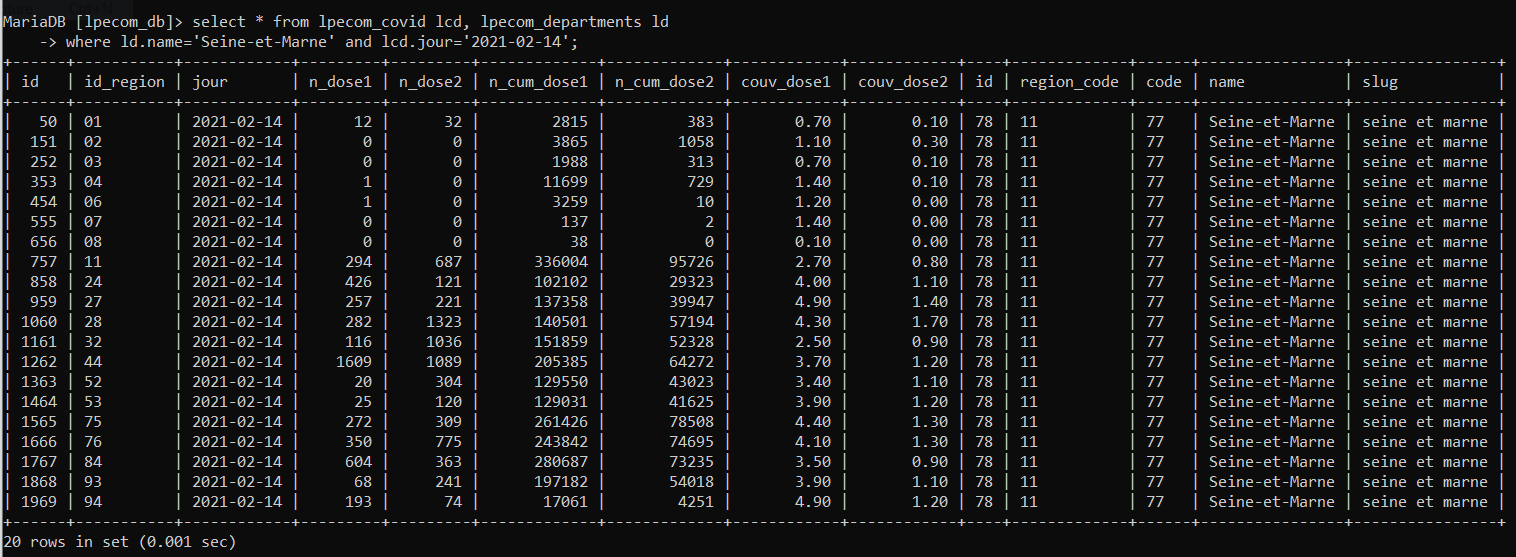 MariaDB [lpecom_db]> select * from lpecom_covid lcd, lpecom_departments ld
-> where ld.name='Seine-et-Marne' and lcd.jour='2021-02-14';
| id | id_region | jour | n_dose1 | n_dose2 | n_cum_dose1 | n_cum_dose2 | couv_dose1 | couv_dose2 | id | region_code | code | name | slug |
| 50 | 01 | 2021-02-14 | 12 | 32 | 2815 | 383 | 0.70 | 0.10 | 78 | 11 | 77 | Seine-et-Marne | seine et marne |
| 151 | 02 | 2021-02-14 | 0 | 0 | 3865 | 1058 | 1.10 | 0.30 | 78 | 11 | 77 | Seine-et-Marne | seine et marne |
| 252 | 03 | 2021-02-14 | 0 | 0 | 1988 | 313 | 0.70 | 0.10 | 78 | 11 | 77 | Seine-et-Marne | seine et marne |
| 353 | 04 | 2021-02-14 | 1 | 0 | 11699 | 729 | 1.40 | 0.10 | 78 | 11 | 77 | Seine-et-Marne | seine et marne |
| 454 | 06 | 2021-02-14 | 1 | 0 | 3259 | 10 | 1.20 | 0.00 | 78 | 11 | 77 | Seine-et-Marne | seine et marne |
| 555 | 07 | 2021-02-14 | 0 | 0 | 137 | 2 | 1.40 | 0.00 | 78 | 11 | 77 | Seine-et-Marne | seine et marne |
| 656 | 08 | 2021-02-14 | 0 | 0 | 38 | 0 | 0.10 | 0.00 | 78 | 11 | 77 | Seine-et-Marne | seine et marne |
| 757 | 11 | 2021-02-14 | 294 | 687 | 336004 | 95726 | 2.70 | 0.80 | 78 | 11 | 77 | Seine-et-Marne | seine et marne |
| 858 | 24 | 2021-02-14 | 426 | 121 | 102102 | 29323 | 4.00 | 1.10 | 78 | 11 | 77 | Seine-et-Marne | seine et marne |
| 959 | 27 | 2021-02-14 | 257 | 221 | 137358 | 39947 | 4.90 | 1.40 | 78 | 11 | 77 | Seine-et-Marne | seine et marne |
| 1060 | 28 | 2021-02-14 | 282 | 1323 | 140501 | 57194 | 4.30 | 1.70 | 78 | 11 | 77 | Seine-et-Marne | seine et marne |
| 1161 | 32 | 2021-02-14 | 116 | 1036 | 151859 | 52328 | 2.50 | 0.90 | 78 | 11 | 77 | Seine-et-Marne | seine et marne |
| 1262 | 44 | 2021-02-14 | 1609 | 1089 | 205385 | 64272 | 3.70 | 1.20 | 78 | 11 | 77 | Seine-et-Marne | seine et marne |
| 1363 | 52 | 2021-02-14 | 20 | 304 | 129550 | 43023 | 3.40 | 1.10 | 78 | 11 | 77 | Seine-et-Marne | seine et marne |
| 1464 | 53 | 2021-02-14 | 25 | 120 | 129031 | 41625 | 3.90 | 1.20 | 78 | 11 | 77 | Seine-et-Marne | seine et marne |
| 1565 | 75 | 2021-02-14 | 272 | 309 | 261426 | 78508 | 4.40 | 1.30 | 78 | 11 | 77 | Seine-et-Marne | seine et marne |
| 1666 | 76 | 2021-02-14 | 350 | 775 | 243842 | 74695 | 4.10 | 1.30 | 78 | 11 | 77 | Seine-et-Marne | seine et marne |
| 1767 | 84 | 2021-02-14 | 604 | 363 | 280687 | 73235 | 3.50 | 0.90 | 78 | 11 | 77 | Seine-et-Marne | seine et marne |
| 1868 | 93 | 2021-02-14 | 68 | 241 | 197182 | 54018 | 3.90 | 1.10 | 78 | 11 | 77 | Seine-et-Marne | seine et marne |
| 1969 | 94 | 2021-02-14 | 193 | 74 | 17061 | 4251 | 4.90 | 1.20 | 78 | 11 | 77 | Seine-et-Marne | seine et marne |
20 rows in set (0.001 sec)